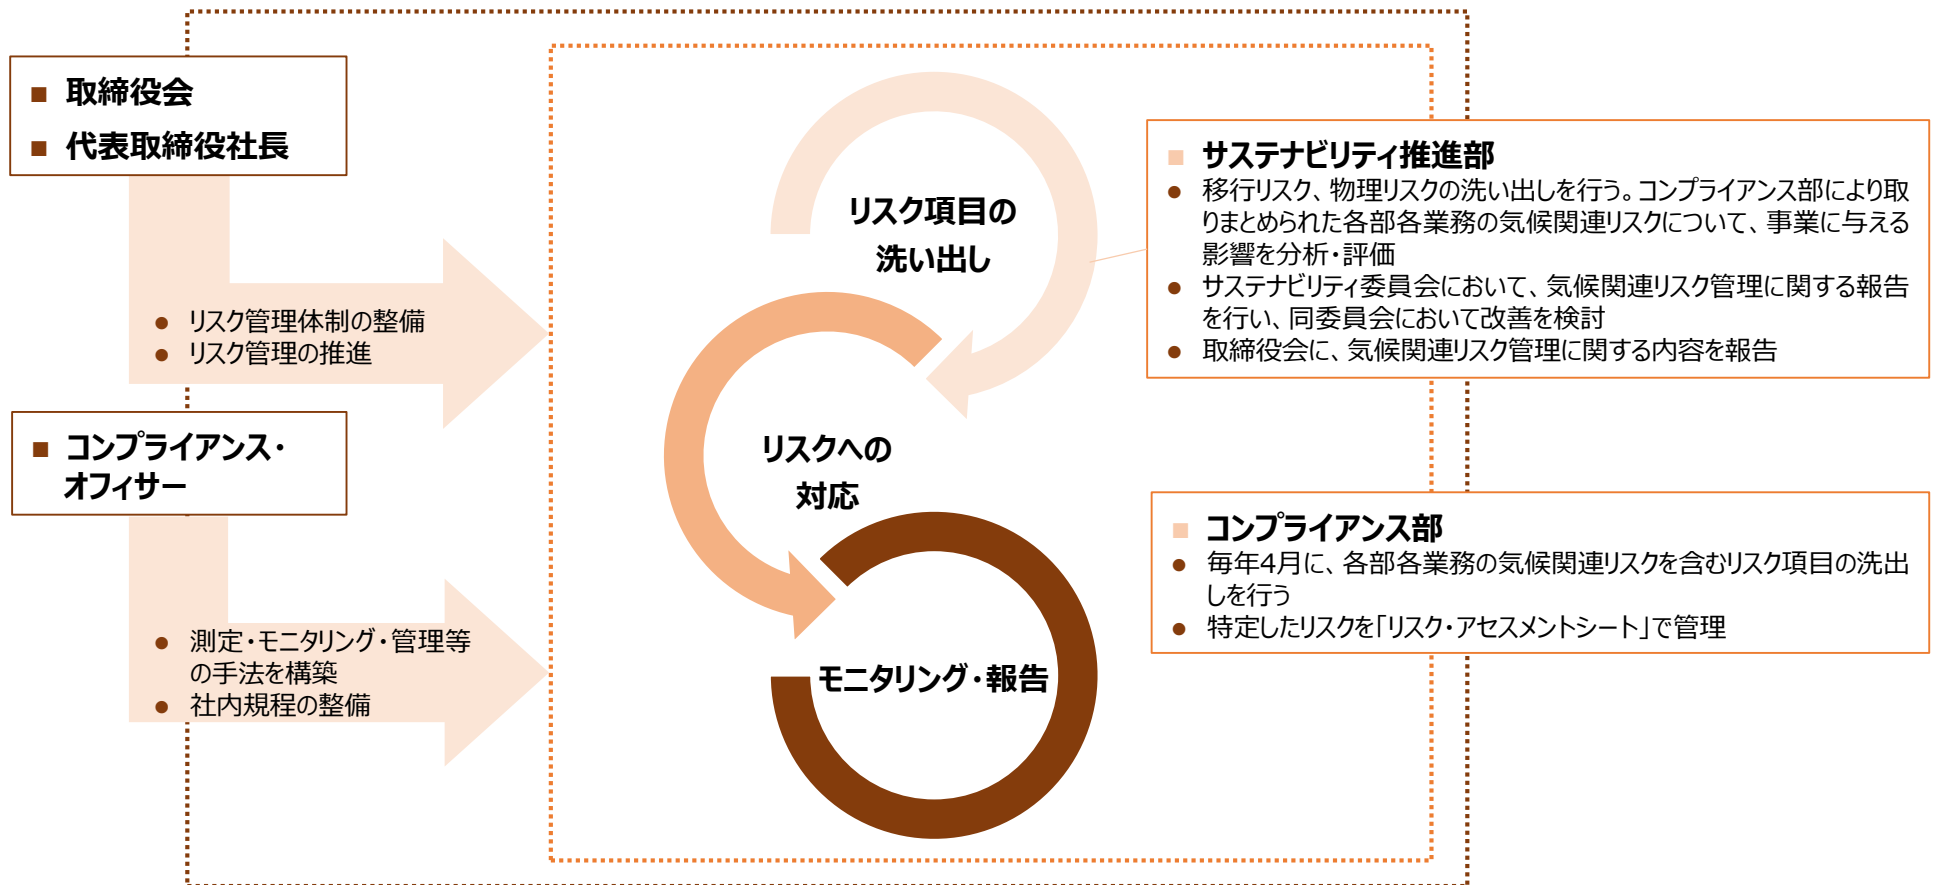 ■ 取締役会
■ 代表取締役社長
● リスク管理体制の整備
● リスク管理の推進
■ コンプライアンス・
オフィサー
● 測定・モニタリング・管理等
の手法を構築
● 社内規程の整備
リスク項目の
洗い出し
リスクへの
対応
モニタリング・報告
■ サステナビリティ推進部
● 移行リスク、物理リスクの洗い出しを行う。コンプライアンス部により取
りまとめられた各部各業務の気候関連リスクについて、事業に与える
影響を分析・評価
● サステナビリティ委員会において、気候関連リスク管理に関する報告
を行い、同委員会において改善を検討
● 取締役会に、気候関連リスク管理に関する内容を報告
■ コンプライアンス部
● 毎年4月に、各部各業務の気候関連リスクを含むリスク項目の洗出
しを行う
● 特定したリスクを「リスク・アセスメントシート」で管理